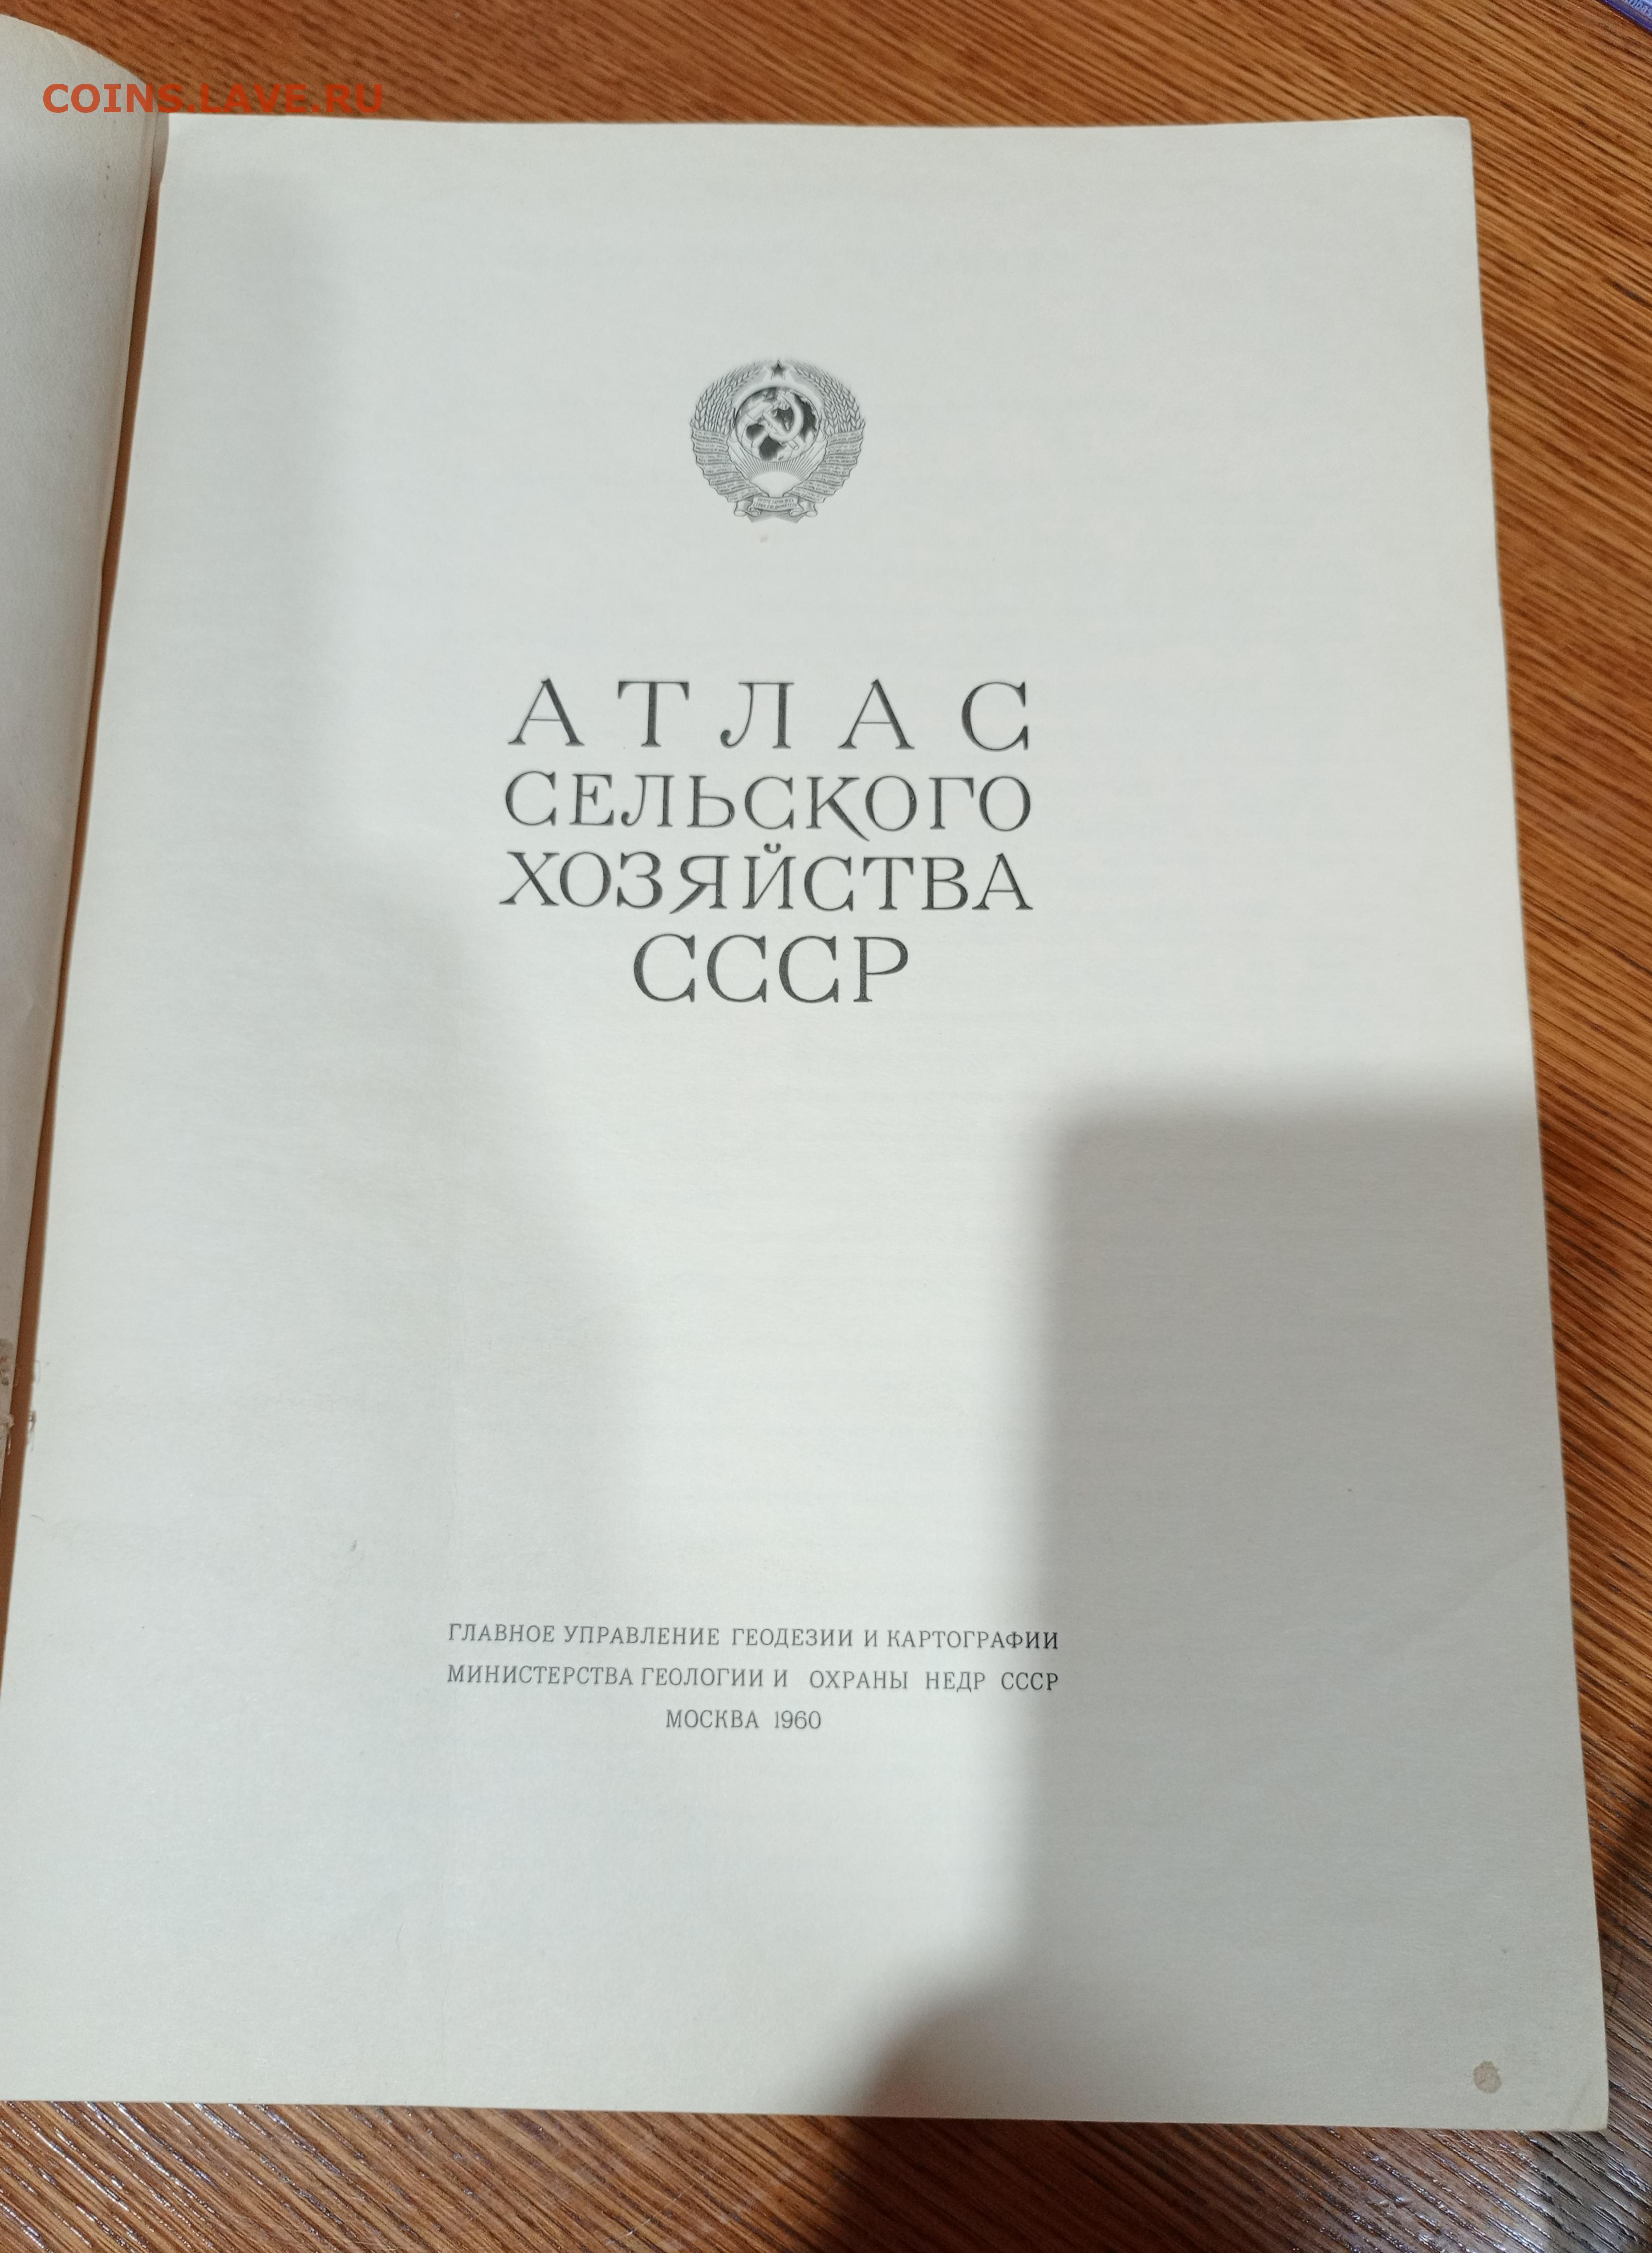 COINS.LAVE.RU
АТЛАС
СЕЛЬСКОГО
ХОЗЯЙСТВА
СССР
ГЛАВНОЕ УПРАВЛЕНИЕ ГЕОДЕЗИИ И КАРТОГРАФИИ
МИНИСТЕРСТВА ГЕОЛОГИИ И ОХРАНЫ НЕДР СССР
МОСКВА 1960